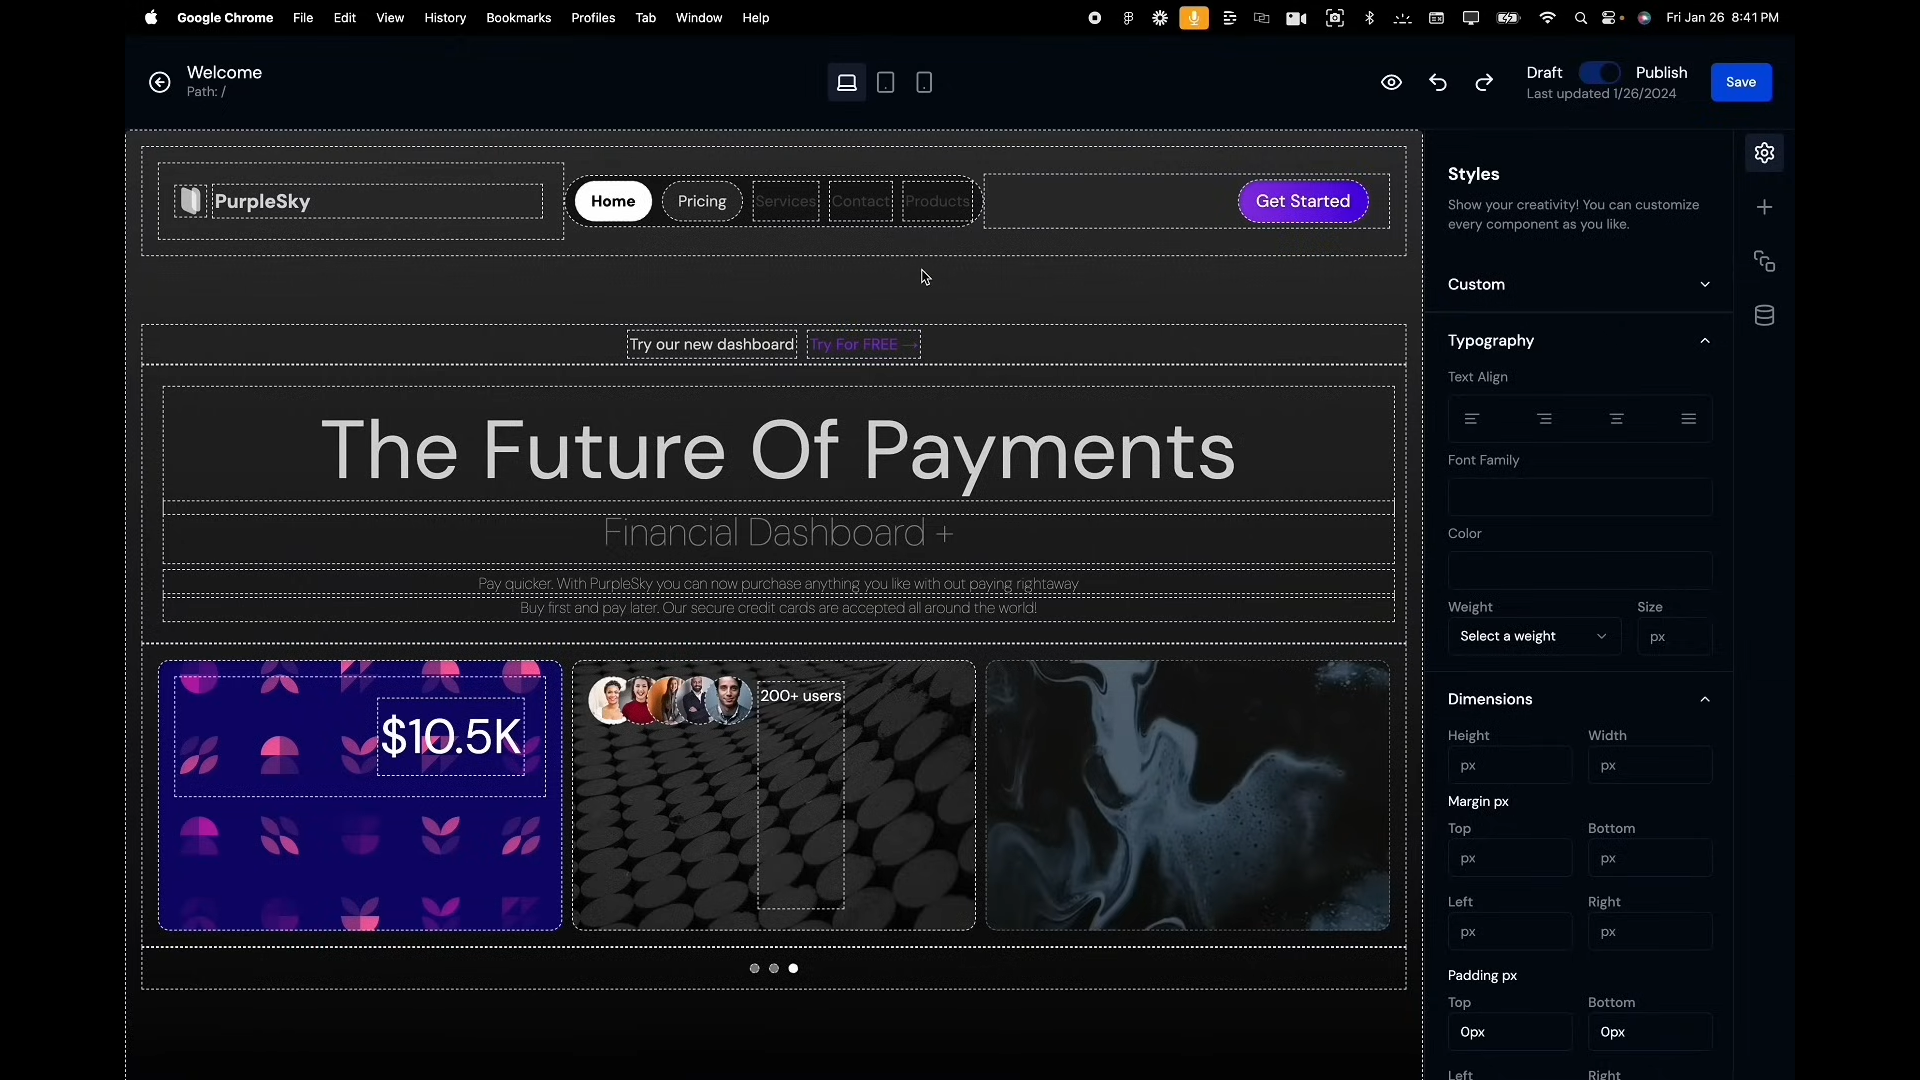 Google Chrome File Edit View History Bookmarks Profiles Tab Window Help Fri Jan 26 8:41 PM
Welcome
Path: /
Draft Publish
Last updated 1/26/2024
Save
PurpleSky
Home
Pricing
Services
Contact
Products
Get Started
Try our new dashboard
Try For FREE →
The Future Of Payments
Financial Dashboard +
Pay quicker. With PurpleSky you can now purchase anything you like with out paying rightaway
Buy first and pay later. Our secure credit cards are accepted all around the world!
$10.5K
200+ users
Styles
Show your creativity! You can customize
every component as you like.
Custom
Typography
Text Align
Font Family
Color
Weight Size
Select a weight px
Dimensions
Height Width
px px
Margin px
Top Bottom
px px
Left Right
px px
Padding px
Top Bottom
0px 0px
Left Right